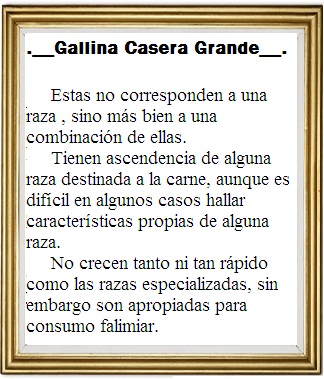 .__Gallina Casera Grande__.
Estas no corresponden a una
raza , sino más bien a una
combinación de ellas.
Tienen ascendencia de alguna
raza destinada a la carne, aunque es
difícil en algunos casos hallar
características propias de alguna
raza.
No crecen tanto ni tan rápido
como las razas especializadas, sin
embargo son apropiadas para
consumo falimiar.